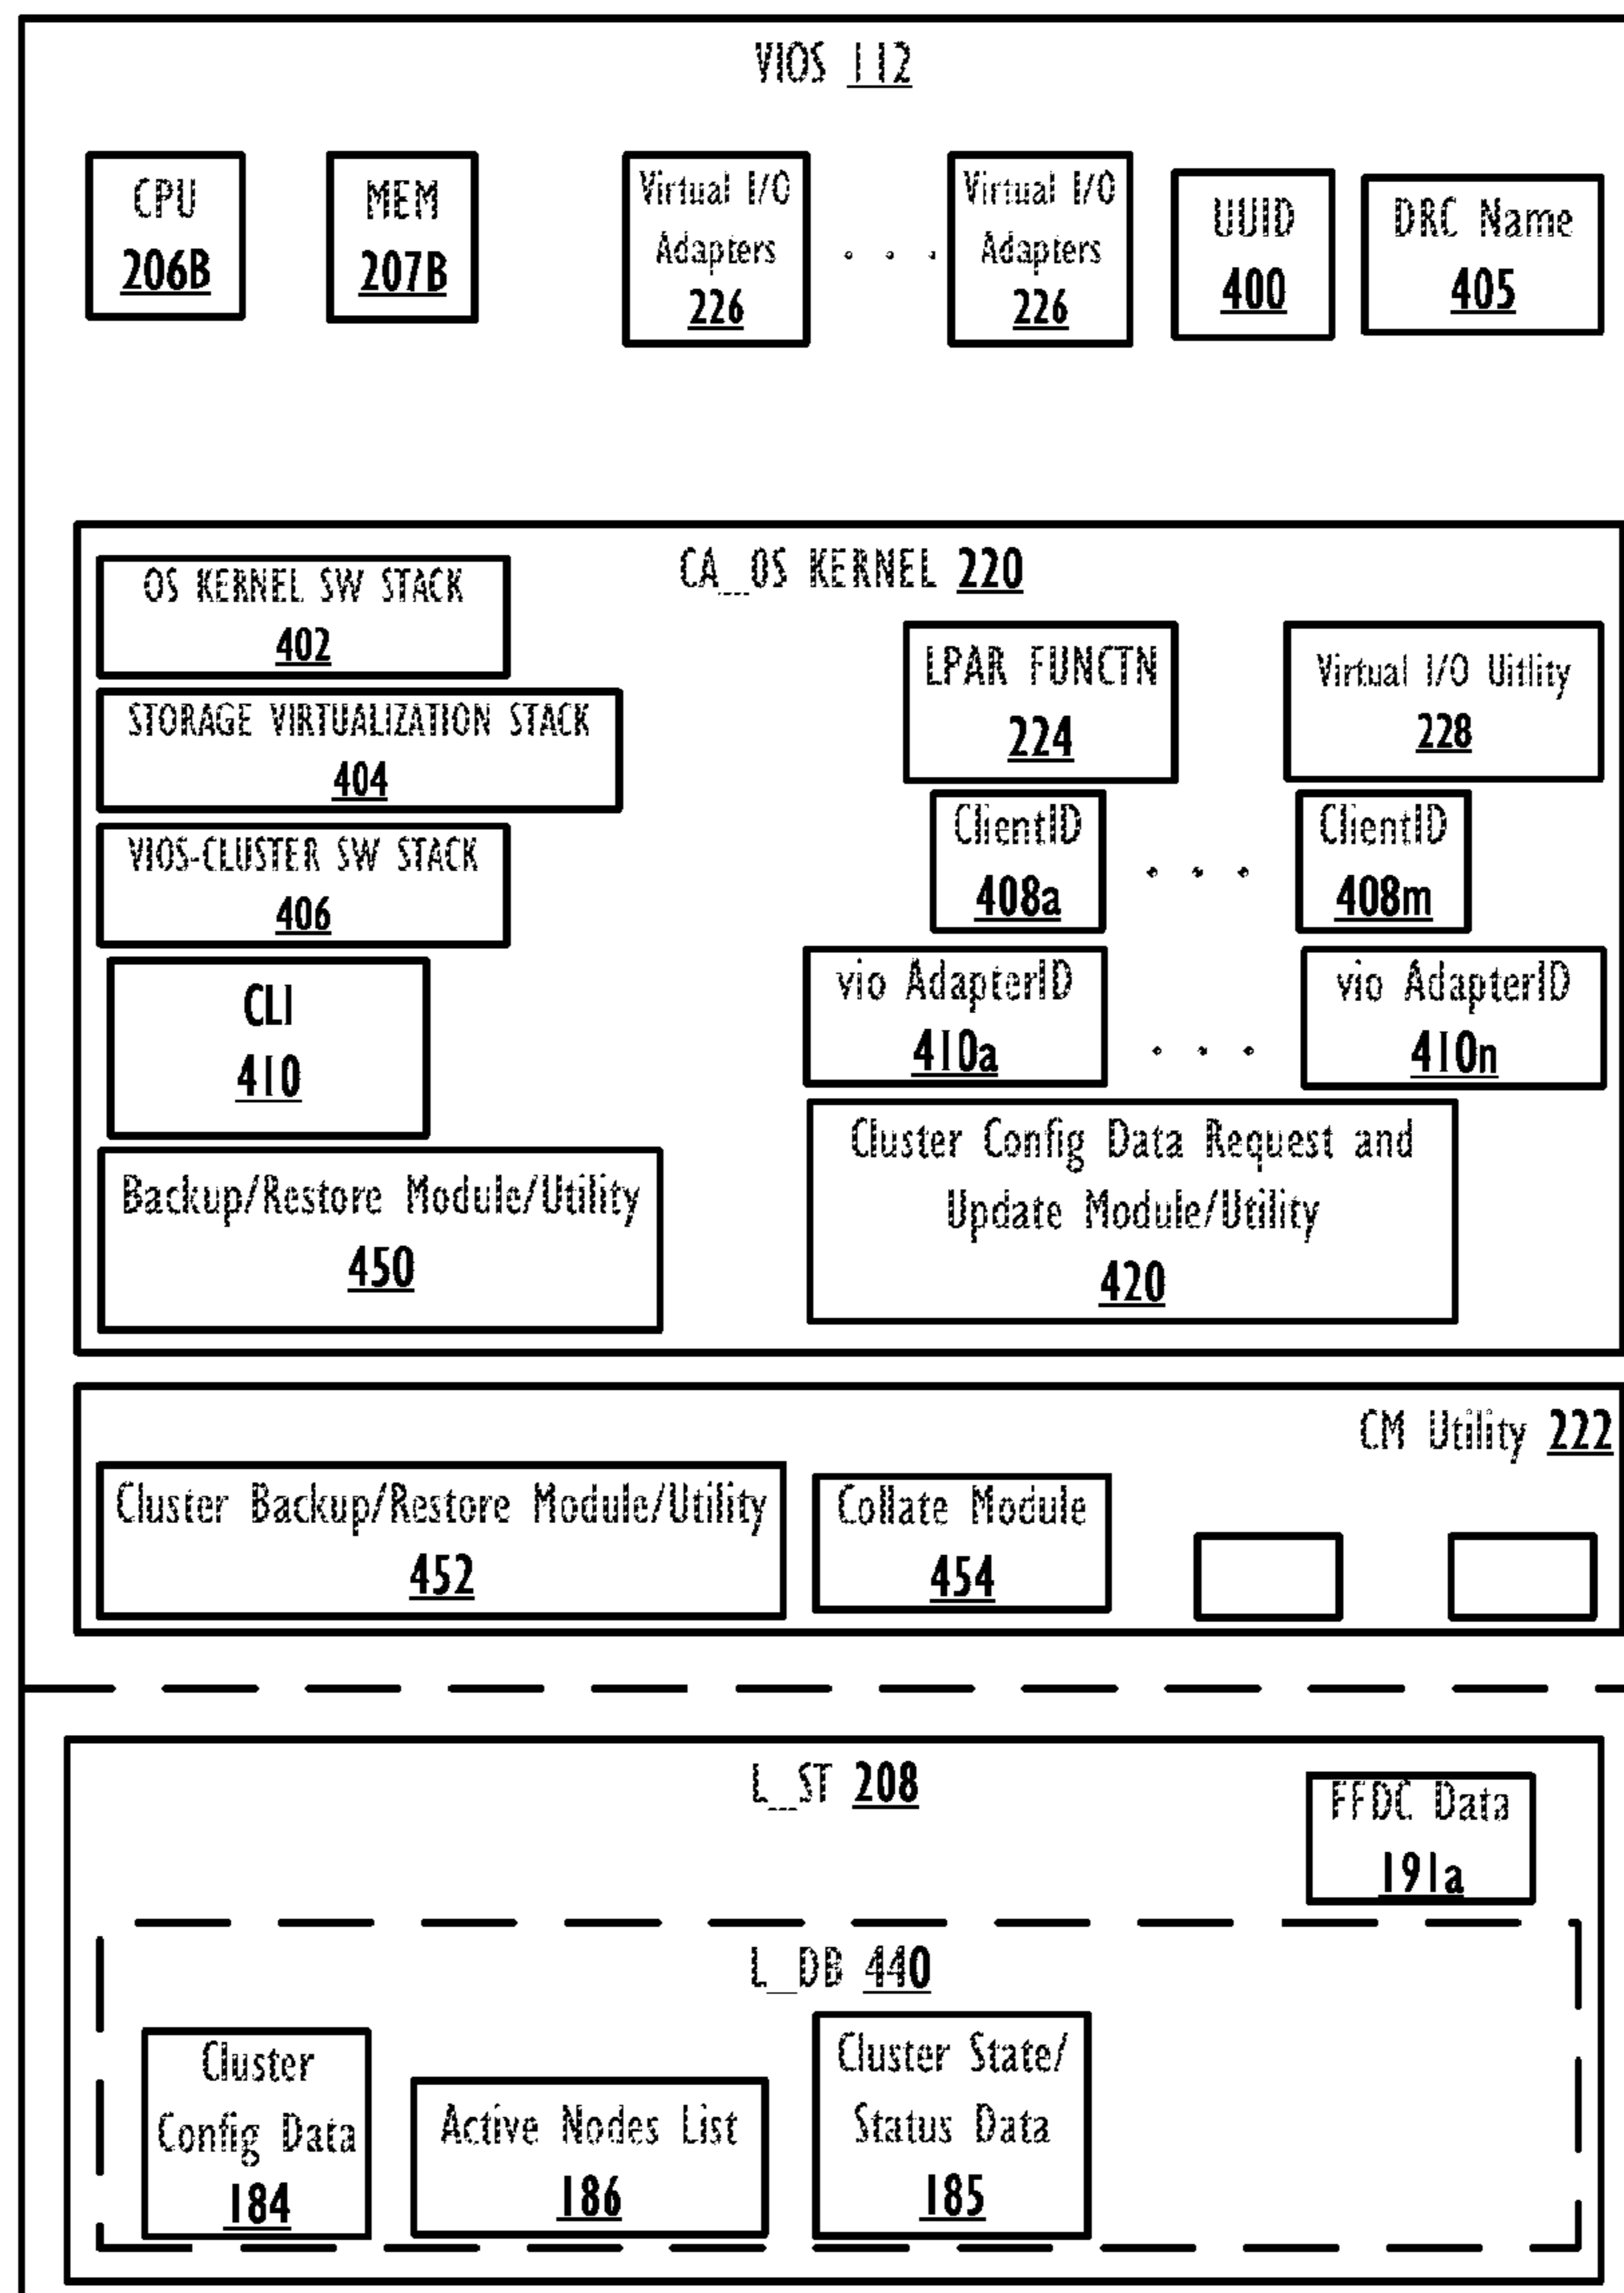 VIOS 112
CPU
206B
MEM
207B
Virtual I/O
Adapters
226
. . .
Virtual I/O
Adapters
226
UUID
400
DRC Name
405
CA_OS KERNEL 220
OS KERNEL SW STACK
402
STORAGE VIRTUALIZATION STACK
404
VIOS-CLUSTER SW STACK
406
CLI
410
Backup/Restore Module/Utility
450
LPAR FUNCTN
224
Virtual I/O Uitlity
228
ClientID
408a
. . .
ClientID
408m
vio AdapterID
410a
. . .
vio AdapterID
410n
Cluster Config Data Request and
Update Module/Utility
420
CM Utility 222
Cluster Backup/Restore Module/Utility
452
Collate Module
454
L_ST 208
FFDC Data
191a
L_DB 440
Cluster
Config Data
184
Active Nodes List
186
Cluster State/
Status Data
185